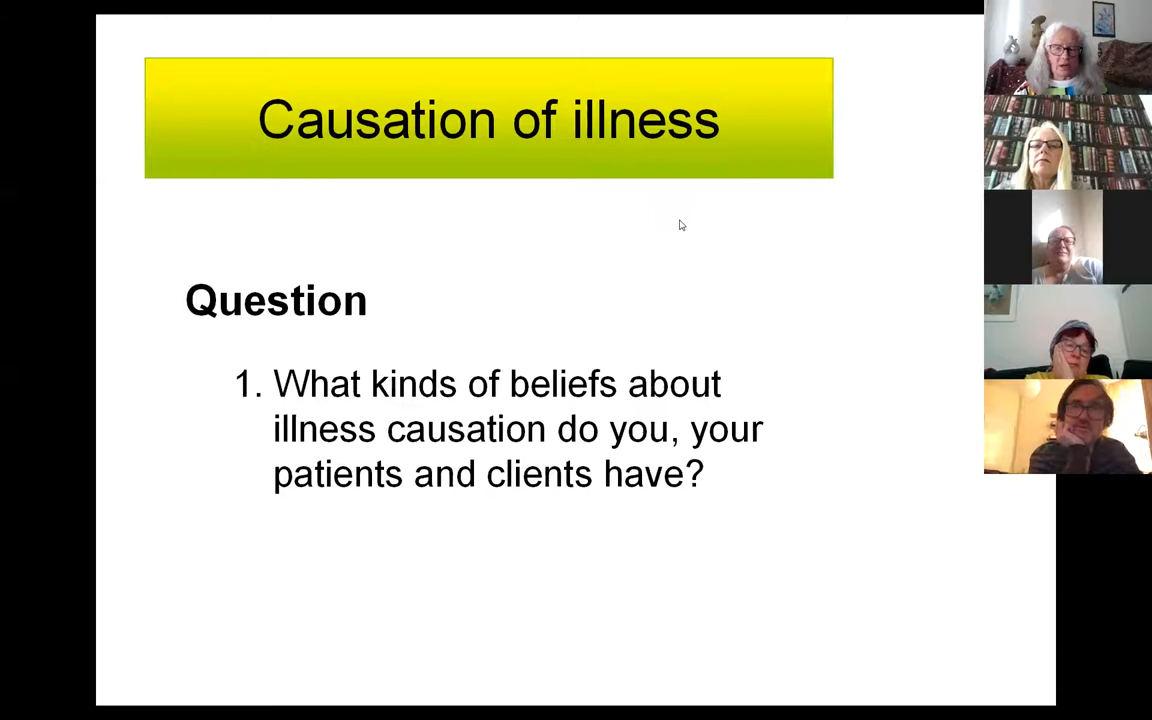 Causation of illness
Question
1. What kinds of beliefs about
illness causation do you, your
patients and clients have?